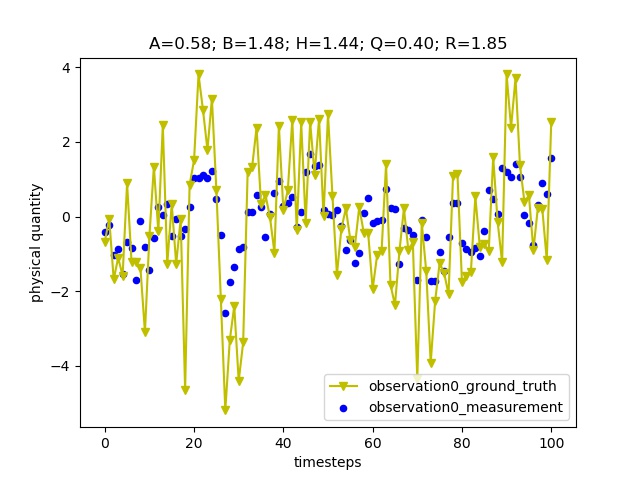 A=0.58; B=1.48; H=1.44; Q=0.40; R=1.85
physical quantity
4
2
0
−2
−4
observation0_ground_truth
observation0_measurement
0 20 40 60 80 100
timesteps